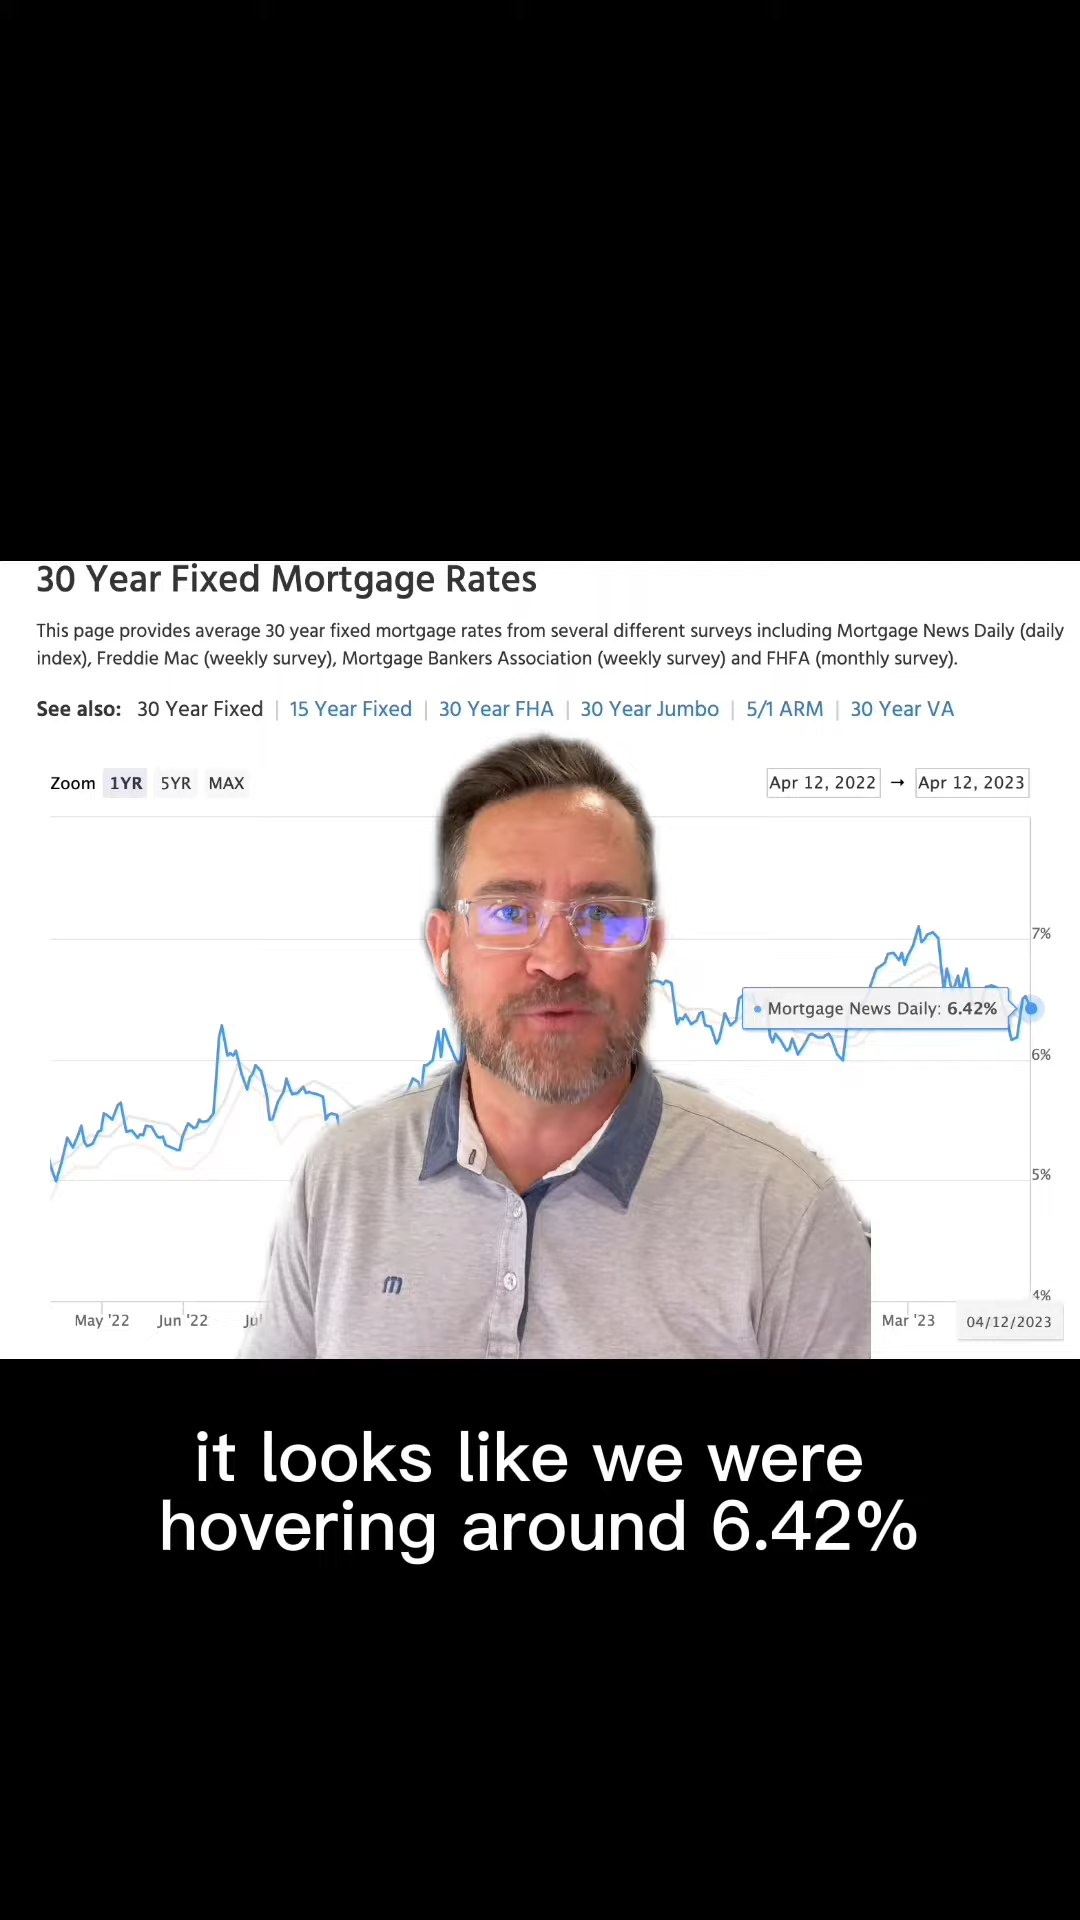 30 Year Fixed Mortgage Rates
This page provides average 30 year fixed mortgage rates from several different surveys including Mortgage News Daily (daily
index), Freddie Mac (weekly survey), Mortgage Bankers Association (weekly survey) and FHFA (monthly survey).
See also: 30 Year Fixed | 15 Year Fixed | 30 Year FHA | 30 Year Jumbo | 5/1 ARM | 30 Year VA
Zoom 1YR 5YR MAX Apr 12, 2022 → Apr 12, 2023
7%
Mortgage News Daily: 6.42%
6%
5%
4%
May '22 Jun '22 Mar '23 04/12/2023
it looks like we were
hovering around 6.42%